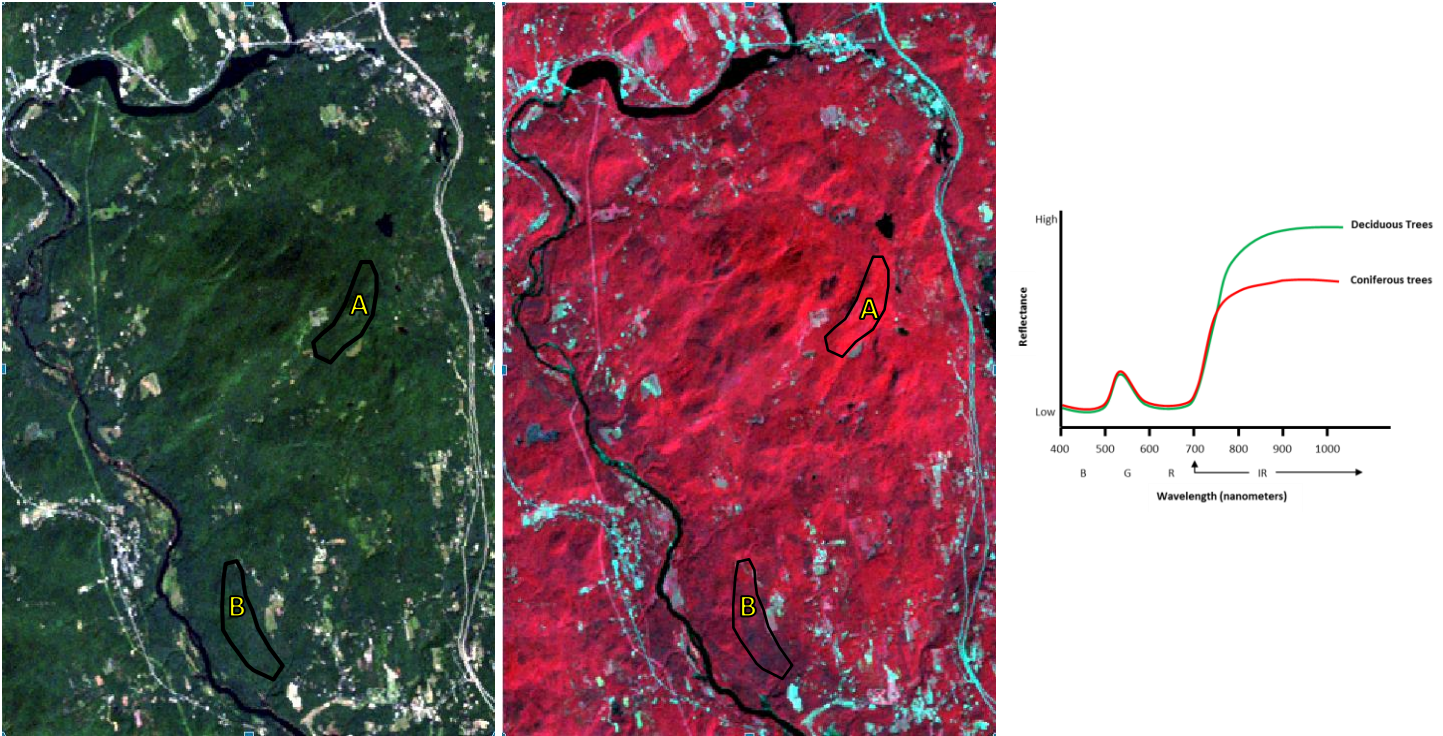 A
B
A
B
High
Low
Reflectance
Deciduous Trees
Coniferous trees
400 500 600 700 800 900 1000
B G R IR
Wavelength (nanometers)